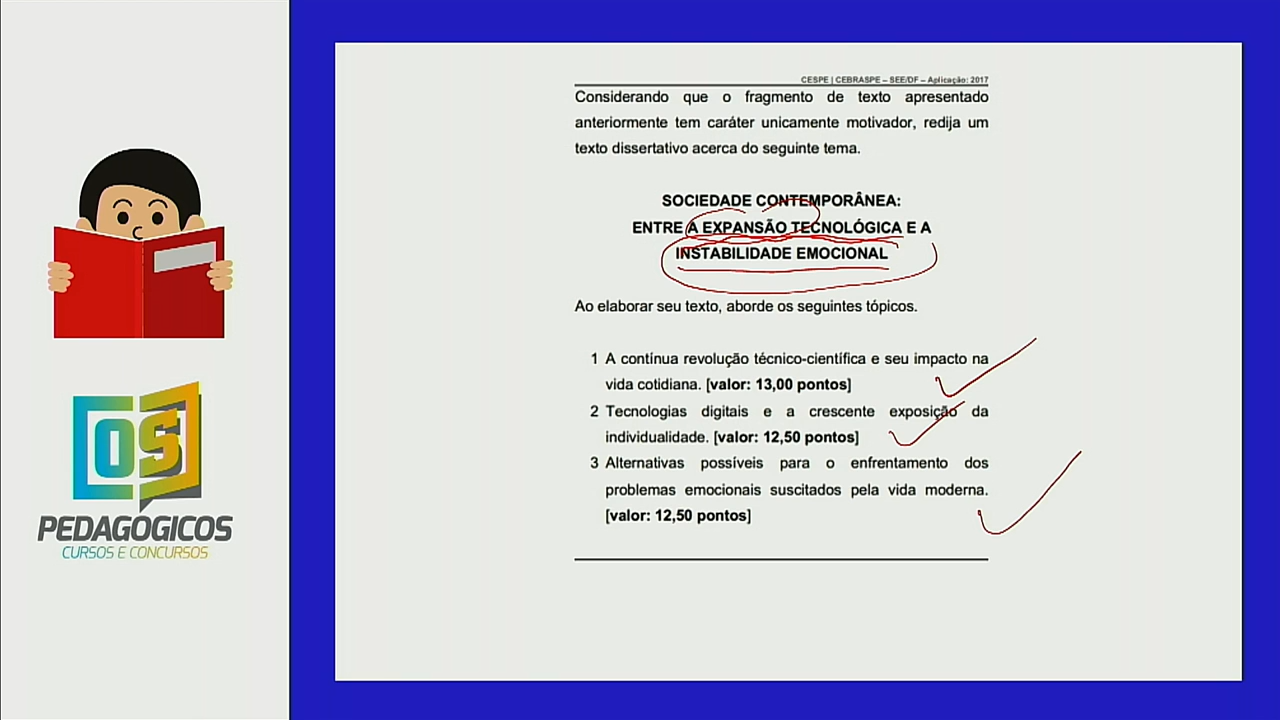 CESPE | CEBRASPE – SEE/DF – Aplicação: 2017
Considerando que o fragmento de texto apresentado
anteriormente tem caráter unicamente motivador, redija um
texto dissertativo acerca do seguinte tema.
SOCIEDADE CONTEMPORÂNEA:
ENTRE A EXPANSÃO TECNOLÓGICA E A
INSTABILIDADE EMOCIONAL
Ao elaborar seu texto, aborde os seguintes tópicos.
1 A contínua revolução técnico-científica e seu impacto na
vida cotidiana. [valor: 13,00 pontos]
2 Tecnologias digitais e a crescente exposição da
individualidade. [valor: 12,50 pontos]
3 Alternativas possíveis para o enfrentamento dos
problemas emocionais suscitados pela vida moderna.
[valor: 12,50 pontos]
OS
PEDAGÓGICOS
CURSOS E CONCURSOS